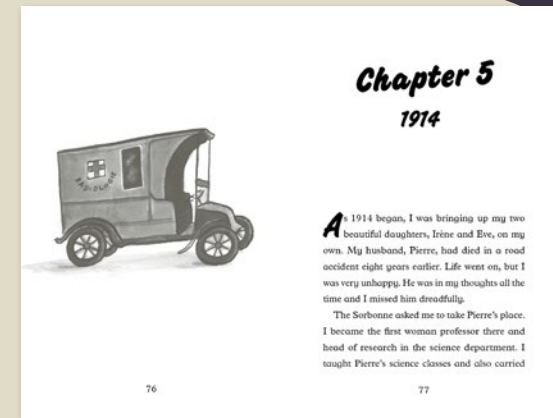 RADIOLOGIE
76
Chapter 5
1914
As 1914 began, I was bringing up my two
beautiful daughters, Irène and Eve, on my
own. My husband, Pierre, had died in a road
accident eight years earlier. Life went on, but I
was very unhappy. He was in my thoughts all the
time and I missed him dreadfully.
The Sorbonne asked me to take Pierre's place.
I became the first woman professor there and
head of research in the science department. I
taught Pierre's science classes and also carried
77